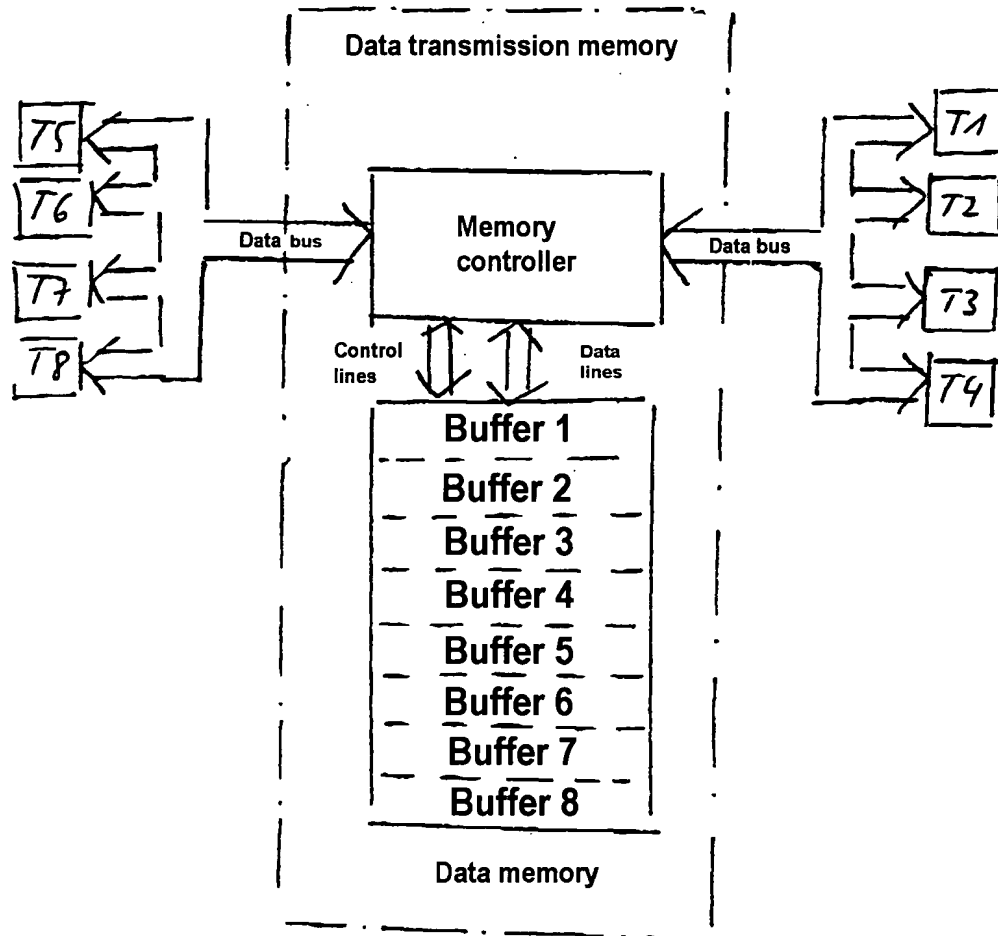 Data transmission memory
T5
T6
T7
T8
Data bus
Memory
controller
Data bus
T1
T2
T3
T4
Control
lines
Data
lines
Buffer 1
Buffer 2
Buffer 3
Buffer 4
Buffer 5
Buffer 6
Buffer 7
Buffer 8
Data memory